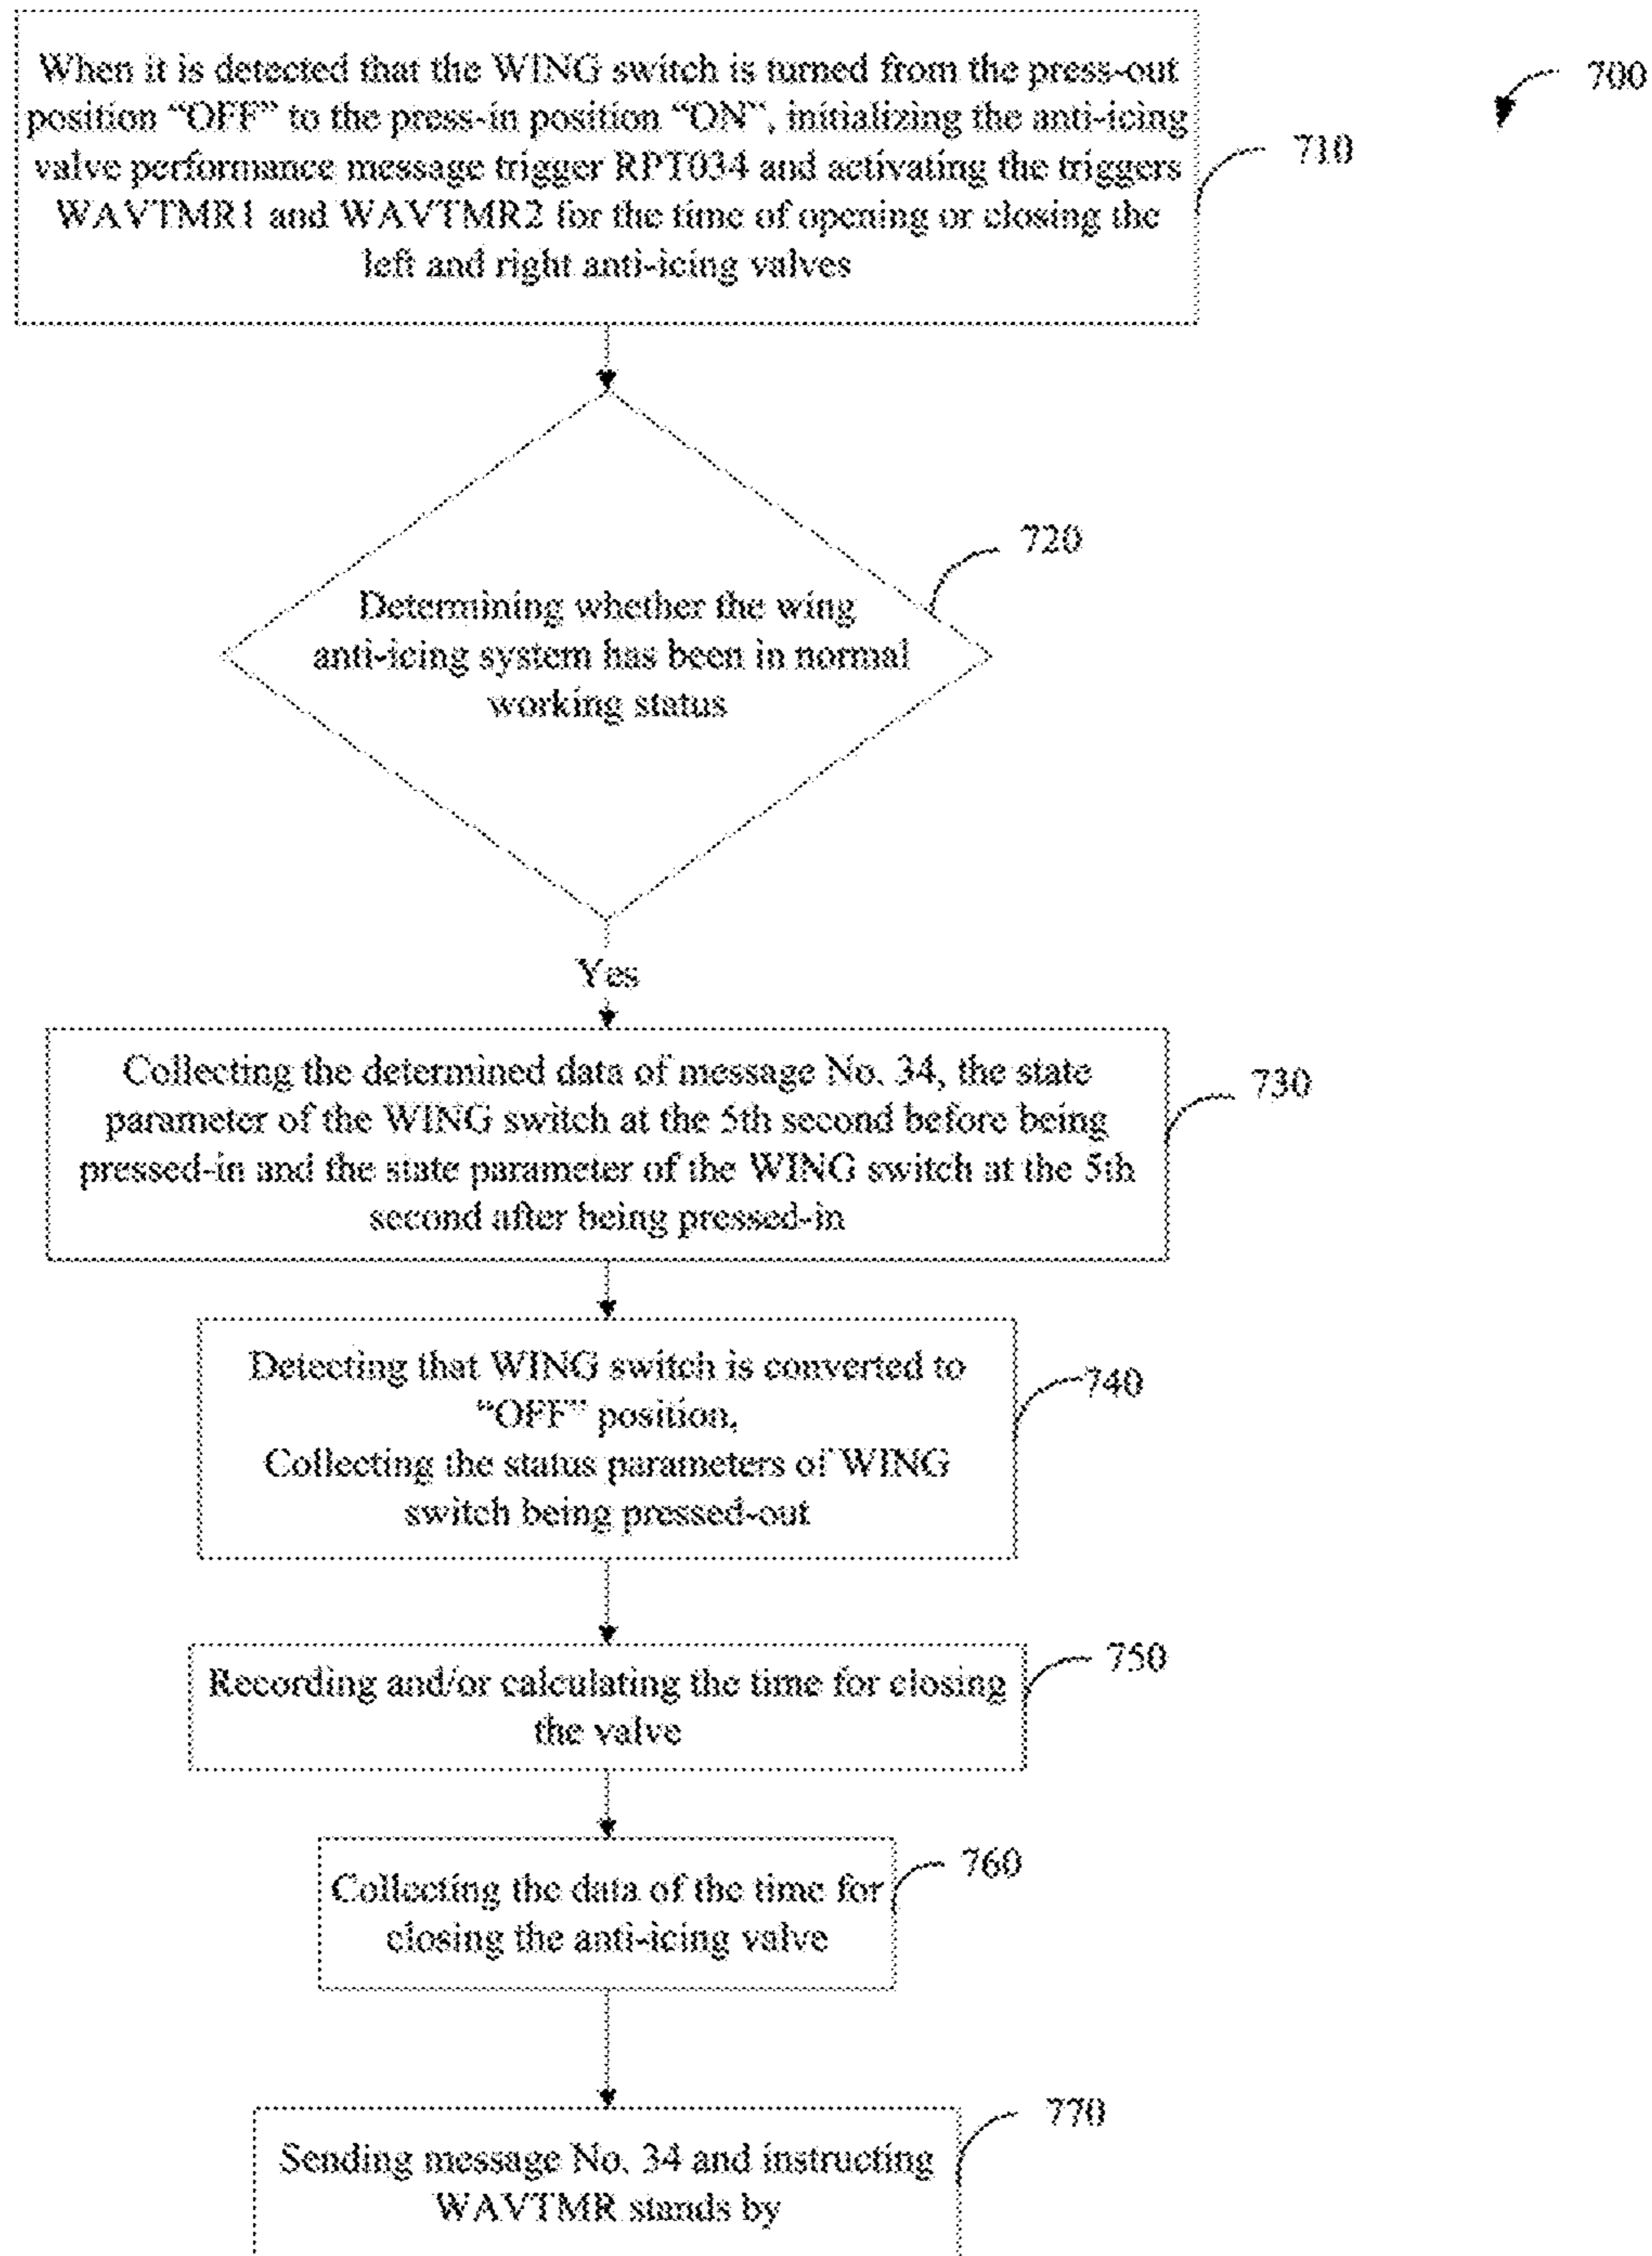 When it is detected that the WING switch is turned from the press-out
700
position “OFF” to the press-in position “ON”, initializing the anti-icing
valve performance message trigger RPT034 and activating the triggers
710
WAVTMR1 and WAVTMR2 for the time of opening or closing the
left and right anti-icing valves
720
Determining whether the wing
anti-icing system has been in normal
working status
Yes
Collecting the determined data of message No. 34, the state
730
parameter of the WING switch at the 5th second before being
pressed-in and the state parameter of the WING switch at the 5th
second after being pressed-in
Detecting that WING switch is converted to
740
“OFF” position,
Collecting the status parameters of WING
switch being pressed-out
750
Recording and/or calculating the time for closing
the valve
760
Collecting the data of the time for
closing the anti-icing valve
770
Sending message No. 34 and instructing
WAVTMR stands by